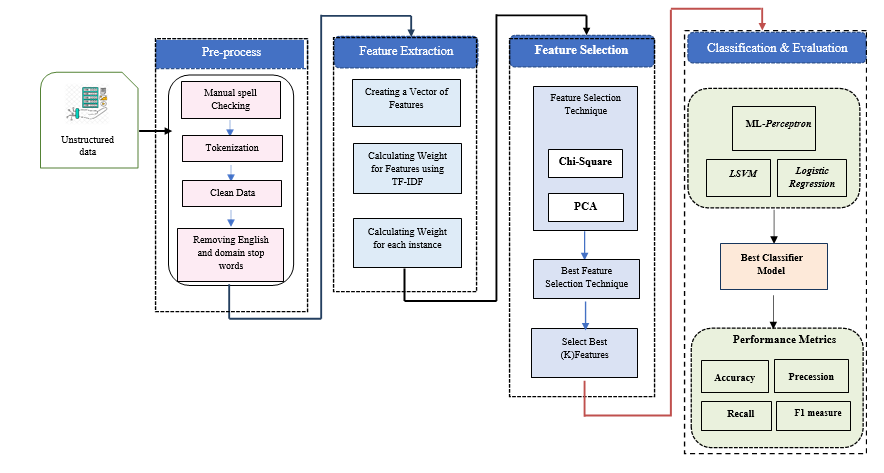 Unstructured
data
Pre-process
Manual spell
Checking
Tokenization
Clean Data
Removing English
and domain stop
words
Feature Extraction
Creating a Vector of
Features
Calculating Weight
for Features using
TF-IDF
Calculating Weight
for each instance
Feature Selection
Feature Selection
Technique
Chi-Square
PCA
Best Feature
Selection Technique
Select Best
(K)Features
Classification & Evaluation
ML-Perceptron
LSVM
Logistic
Regression
Best Classifier
Model
Performance Metrics
Accuracy
Precession
Recall
F1 measure